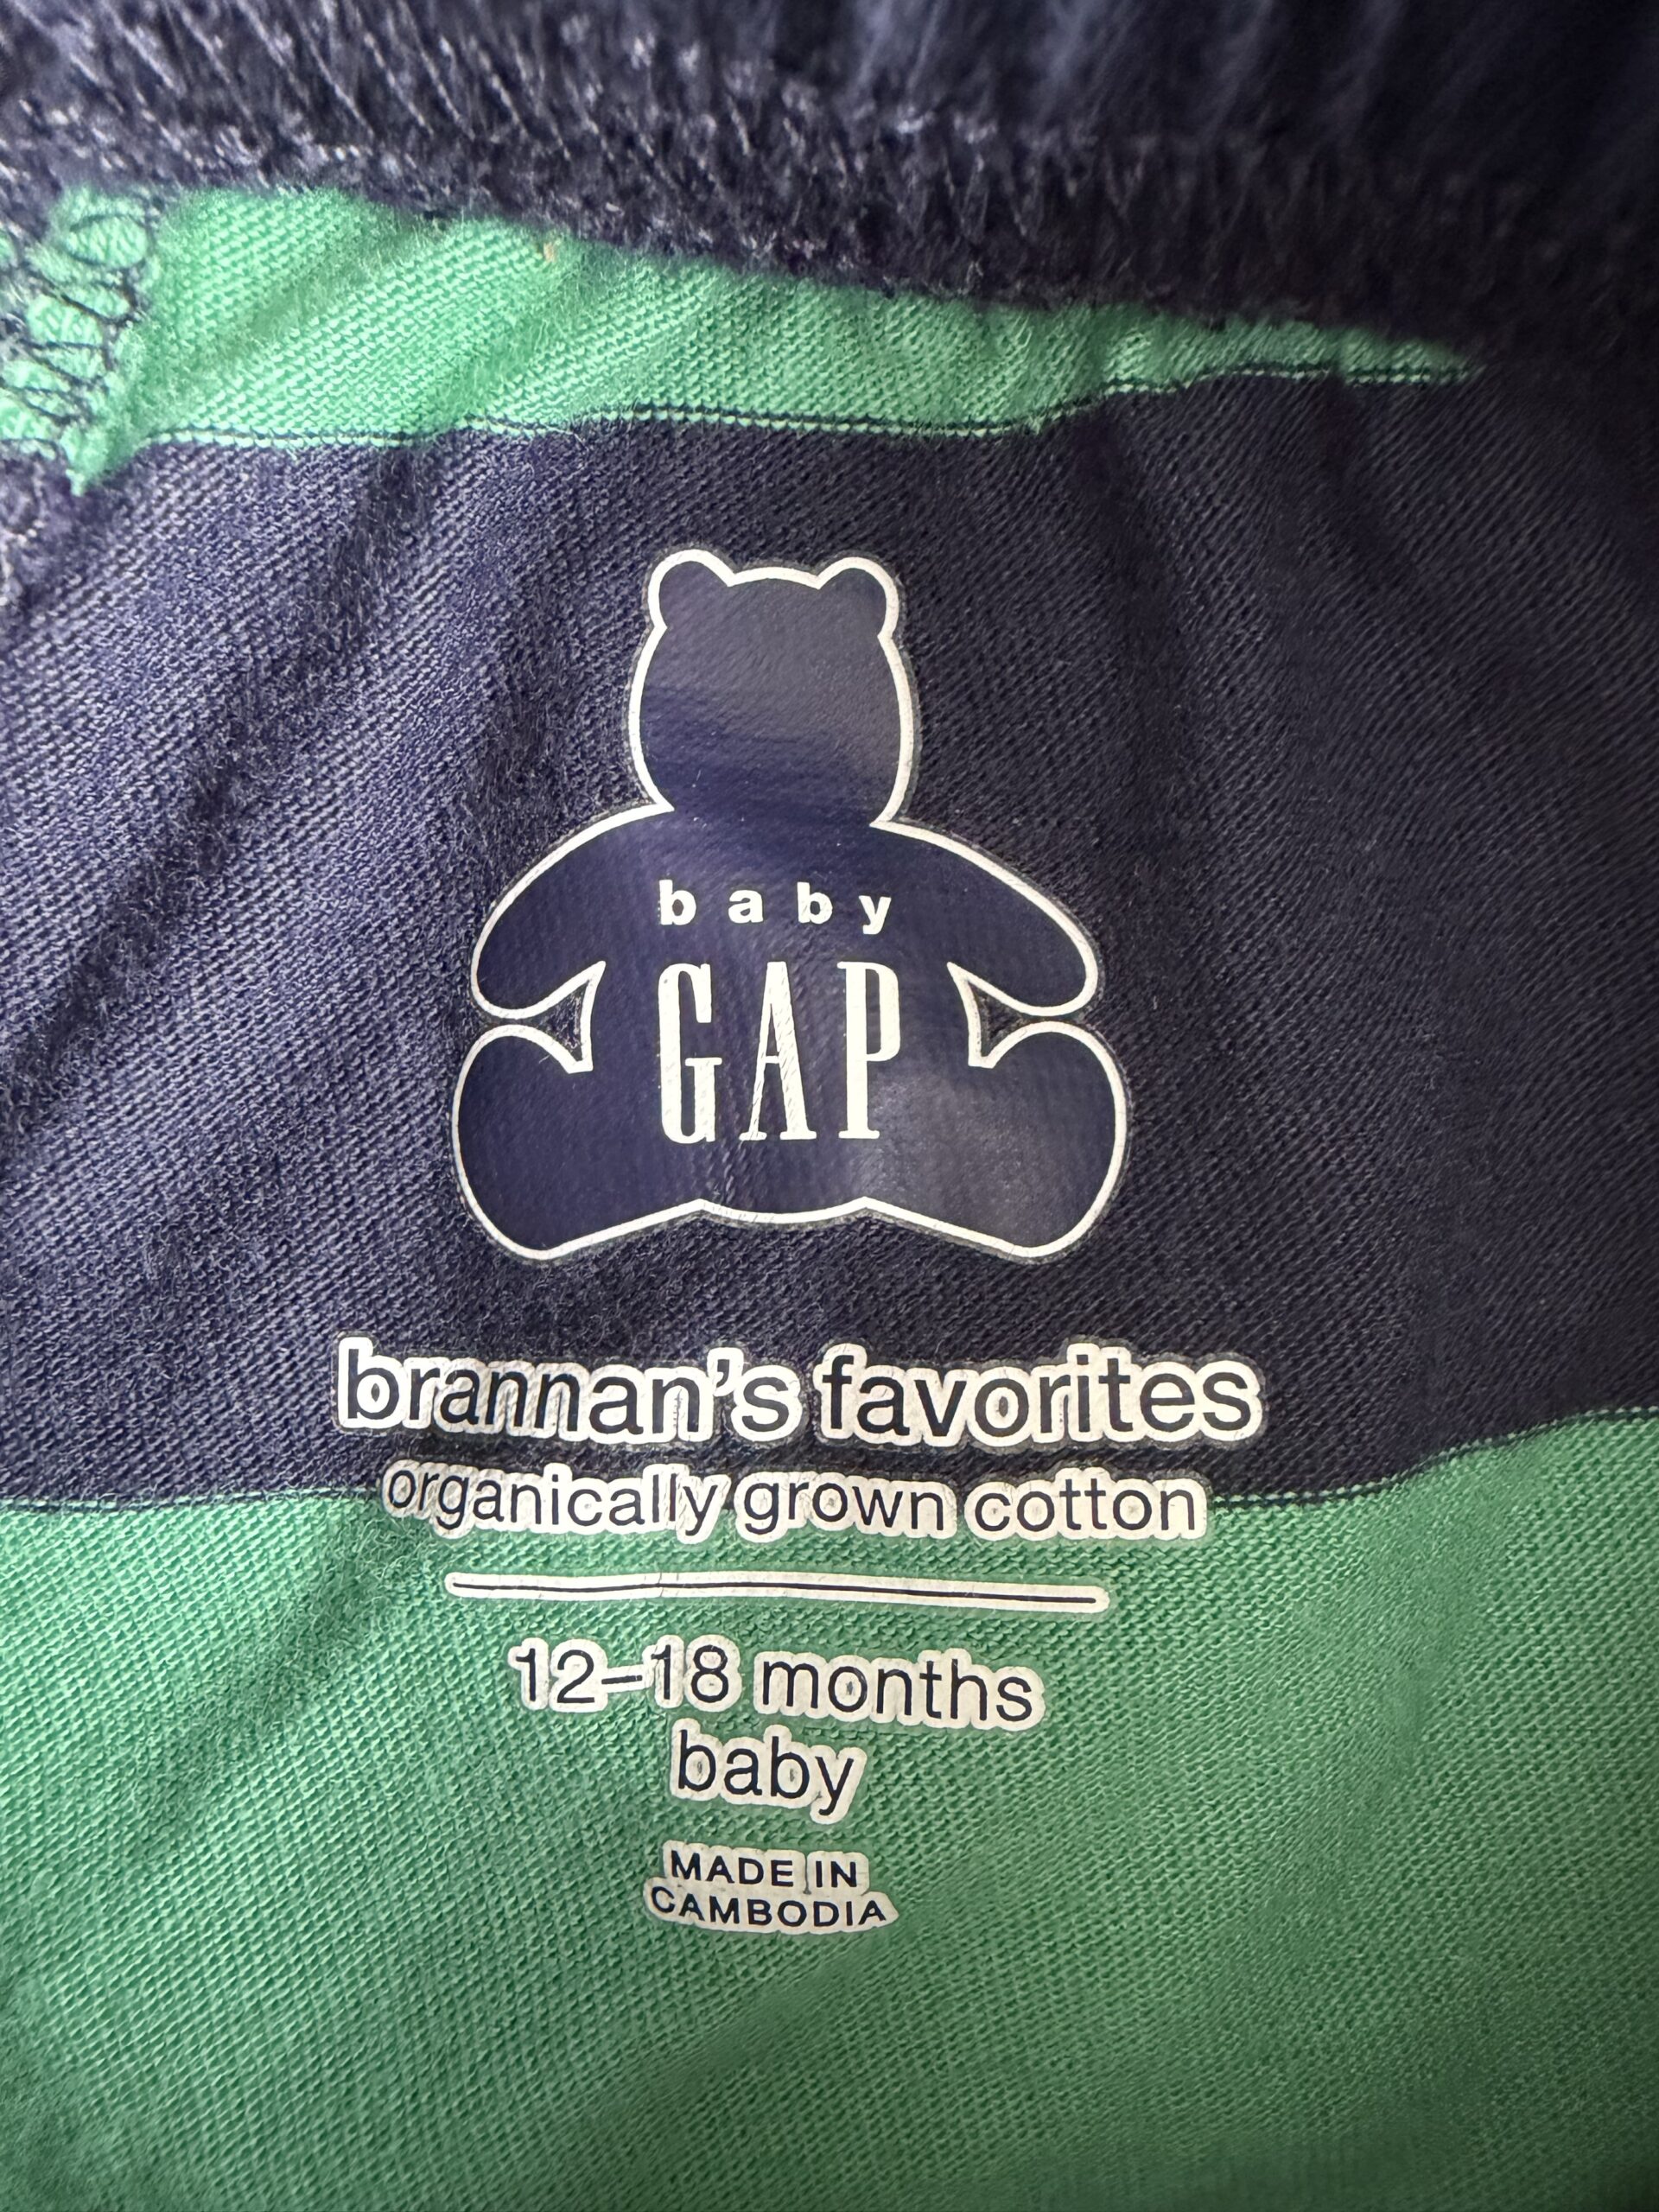 baby
GAP
brannan's favorites
organically grown cotton
12–18 months
baby
MADE IN
CAMBODIA